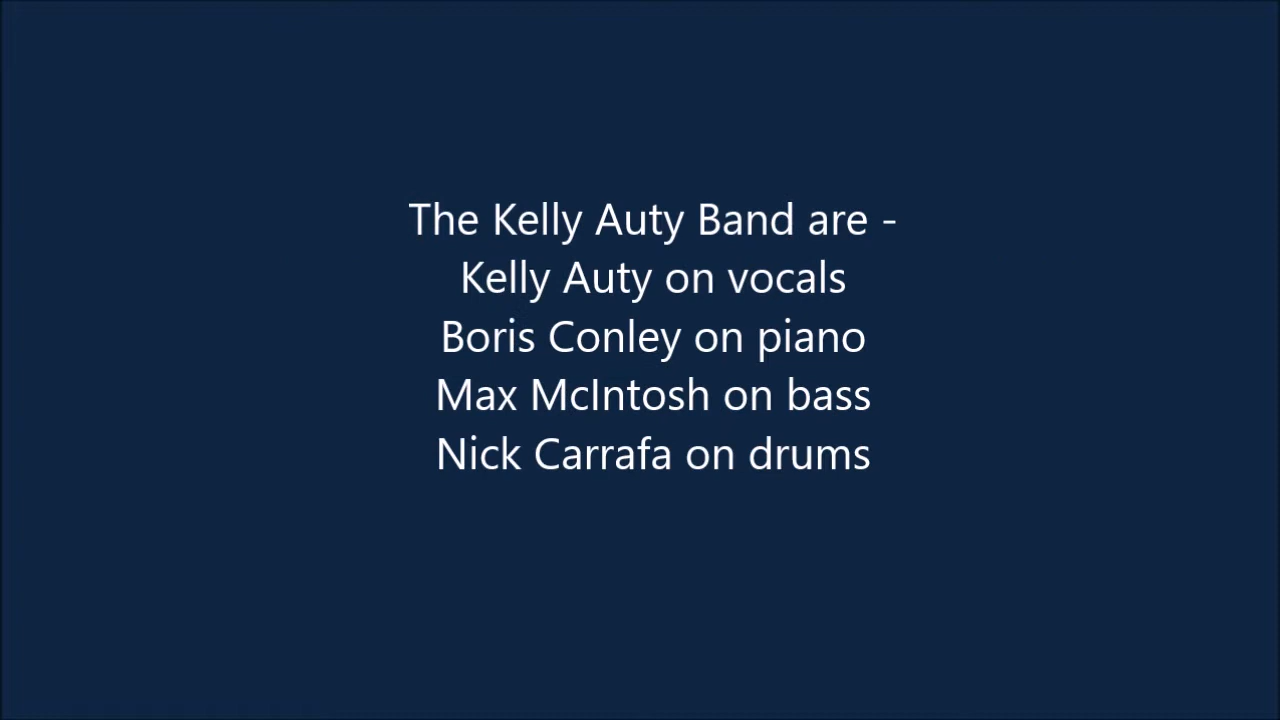 The Kelly Auty Band are -
Kelly Auty on vocals
Boris Conley on piano
Max McIntosh on bass
Nick Carrafa on drums